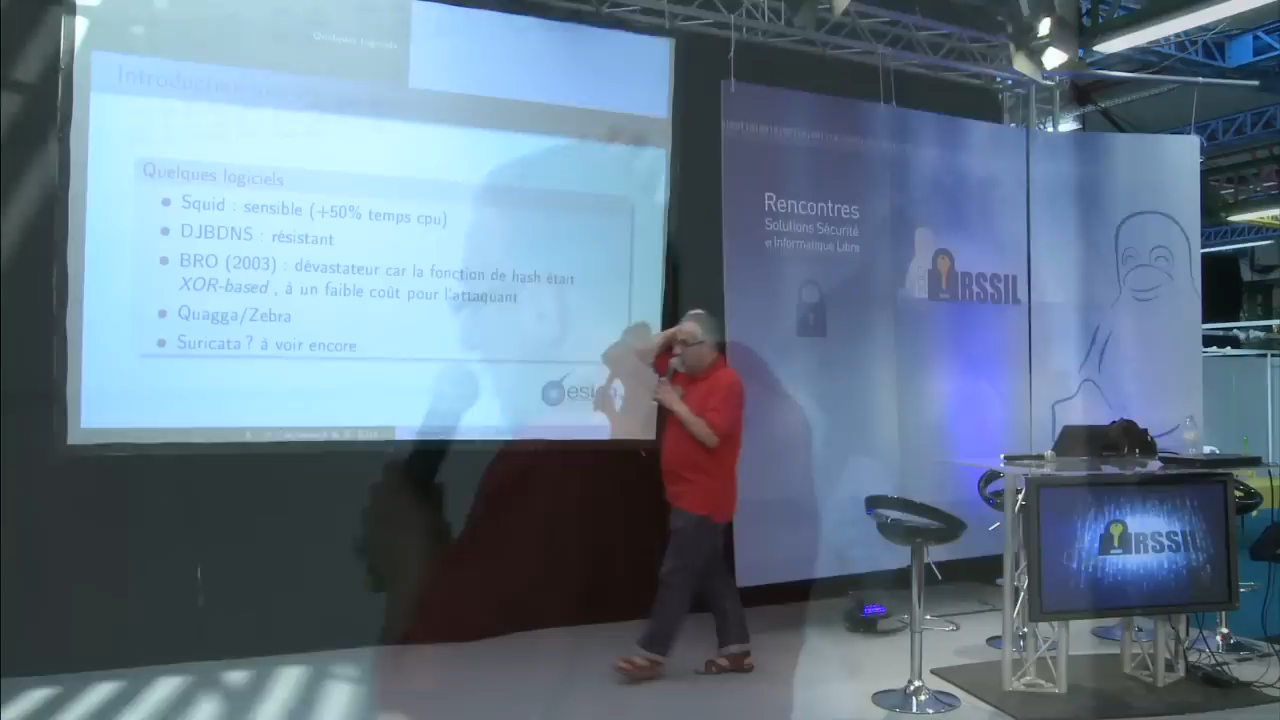 Quelques logiciels
Introduction
Quelques logiciels
Squid : sensible (+50% temps cpu)
DJBDNS : résistant
BRO (2003) : dévastateur car la fonction de hash était
XOR-based , à un faible coût pour l'attaquant
Quagga/Zebra
Suricata ? à voir encore
Rencontres
Solutions Sécurité
et Informatique Libre
RSSIL
RSSIL